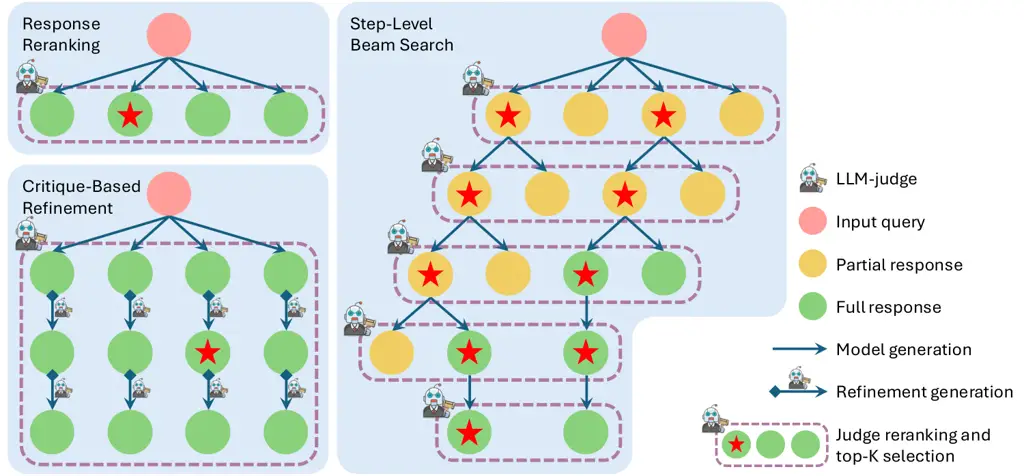 Response
Reranking
Step-Level
Beam Search
Critique-Based
Refinement
LLM-judge
Input query
Partial response
Full response
Model generation
Refinement generation
Judge reranking and
top-K selection